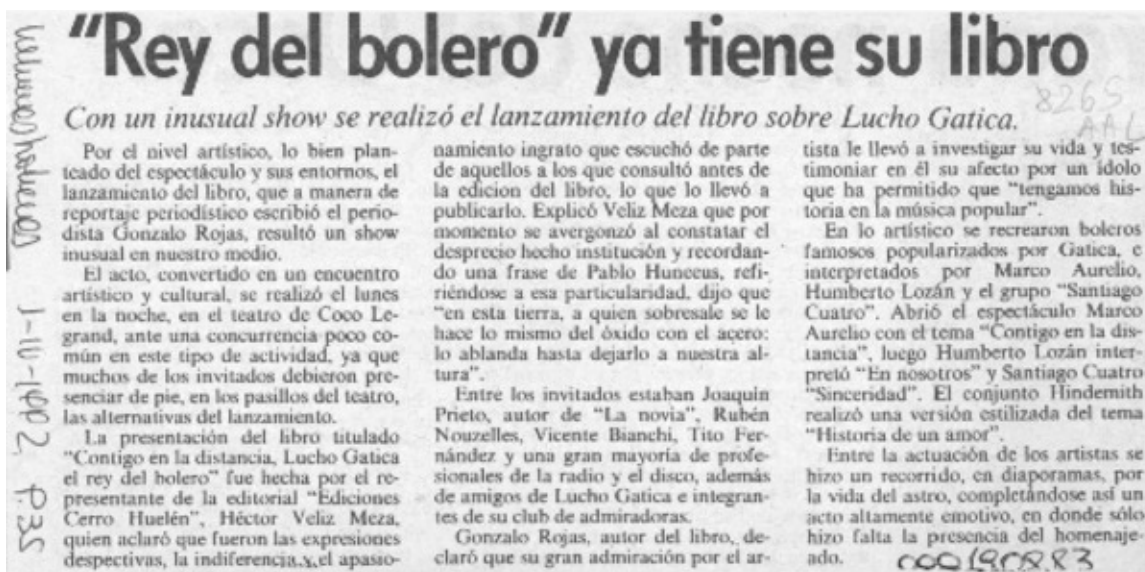 "Rey del bolero" ya tiene su libro
Con un inusual show se realizó el lanzamiento del libro sobre Lucho Gatica.
8265
AAL
Por el nivel artístico, lo bien plan-
teado del espectáculo y sus entornos, el
lanzamiento del libro, que a manera de
reportaje periodístico escribió el perio-
dista Gonzalo Rojas, resultó un show
inusual en nuestro medio.
El acto, convertido en un encuentro
artístico y cultural, se realizó el lunes
en la noche, en el teatro de Coco Le-
grand, ante una concurrencia poco co-
mún en este tipo de actividad, ya que
muchos de los invitados debieron pre-
senciar de pie, en los pasillos del teatro,
las alternativas del lanzamiento.
La presentación del libro titulado
"Contigo en la distancia, Lucho Gatica
el rey del bolero" fue hecha por el re-
presentante de la editorial "Ediciones
Cerro Huelén", Héctor Veliz Meza,
quien aclaró que fueron las expresiones
despectivas, la indiferencia y el apasio-
namiento ingrato que escuchó de parte
de aquellos a los que consultó antes de
la edicion del libro, lo que lo llevó a
publicarlo. Explicó Veliz Meza que por
momento se avergonzó al constatar el
desprecio hecho institución y recordan-
do una frase de Pablo Huneeus, refi-
riéndose a esa particularidad, dijo que
"en esta tierra, a quien sobresale se le
hace lo mismo del óxido con el acero:
lo ablanda hasta dejarlo a nuestra al-
tura".
Entre los invitados estaban Joaquín
Prieto, autor de "La novia", Rubén
Nouzelles, Vicente Bianchi, Tito Fer-
nández y una gran mayoría de profe-
sionales de la radio y el disco, además
de amigos de Lucho Gatica e integran-
tes de su club de admiradoras.
Gonzalo Rojas, autor del libro, de-
claró que su gran admiración por el ar-
tista le llevó a investigar su vida y tes-
timoniar en él su afecto por un ídolo
que ha permitido que "tengamos his-
toria en la música popular".
En lo artístico se recrearon boleros
famosos popularizados por Gatica, e
interpretados por Marco Aurelio,
Humberto Lozán y el grupo "Santiago
Cuatro". Abrió el espectáculo Marco
Aurelio con el tema "Contigo en la dis-
tancia", luego Humberto Lozán inter-
pretó "En nosotros" y Santiago Cuatro
"Sinceridad". El conjunto Hindemith
realizó una versión estilizada del tema
"Historia de un amor".
Entre la actuación de los artistas se
hizo un recorrido, en diaporamas, por
la vida del astro, completándose así un
acto altamente emotivo, en donde sólo
hizo falta la presencia del homenaje-
ado.
000190883
P.35